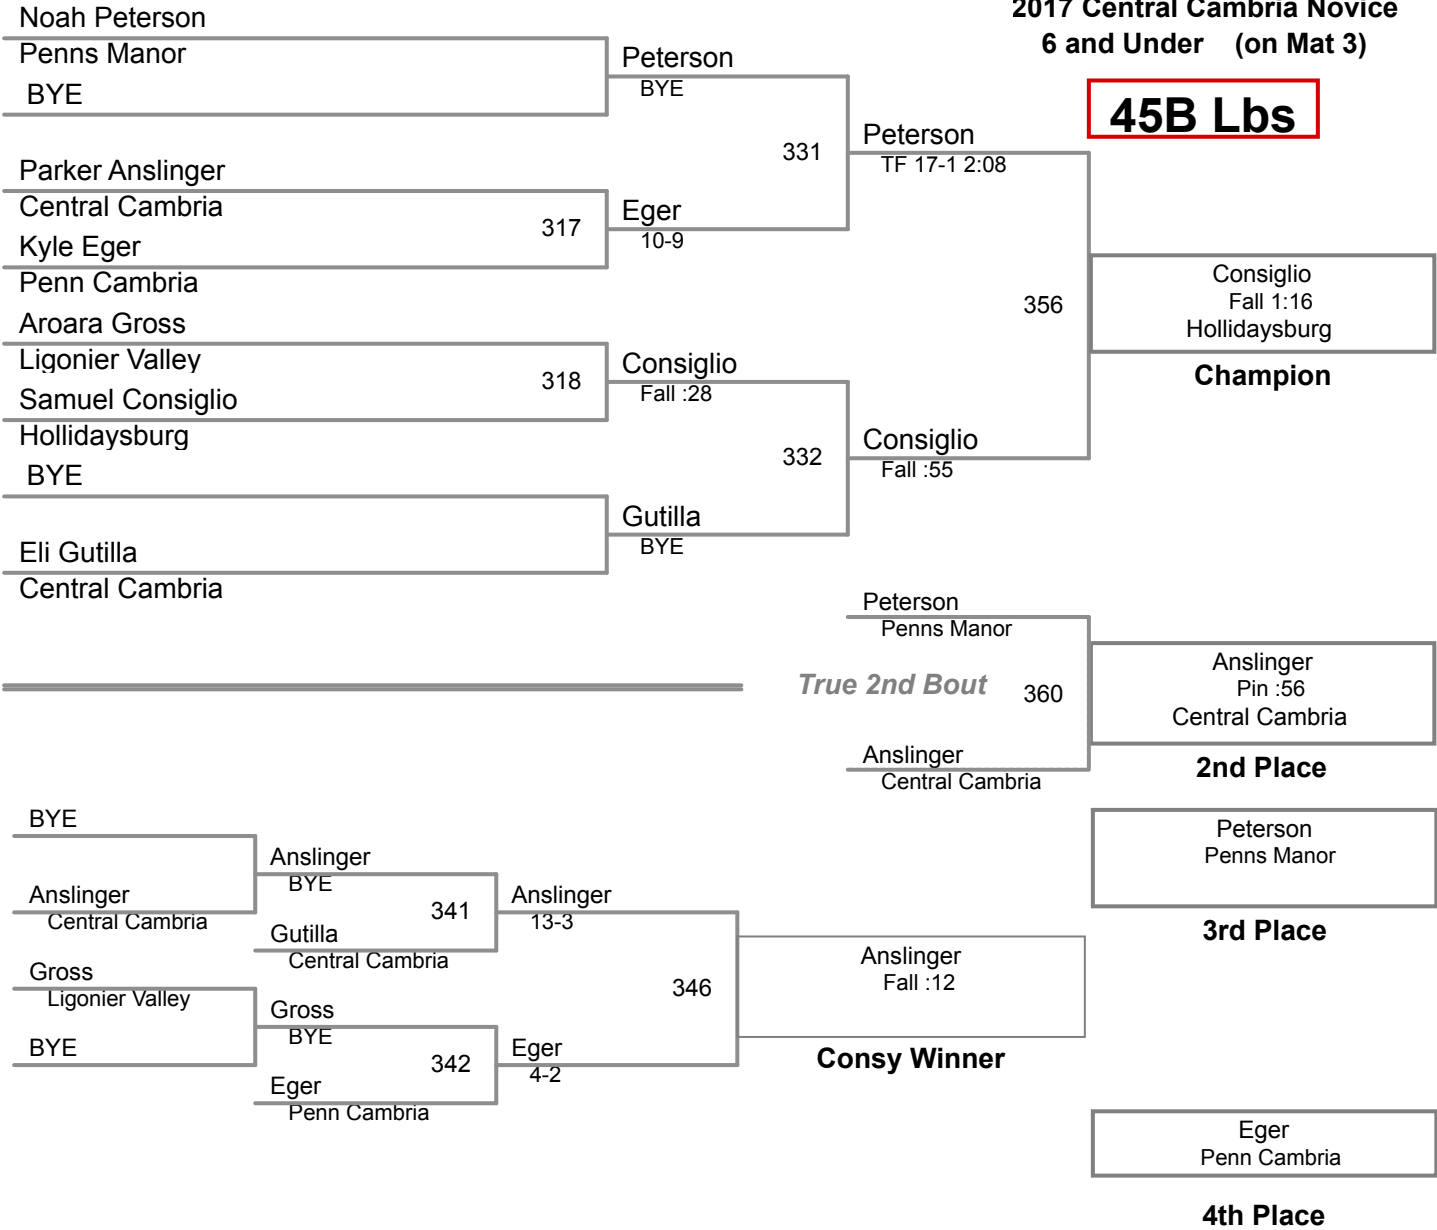 2017 Central Cambria Novice
6 and Under (on Mat 3)
45B Lbs
Noah Peterson
Penns Manor
BYE
Parker Anslinger
Central Cambria
Kyle Eger
Penn Cambria
Aroara Gross
Ligonier Valley
Samuel Consiglio
Hollidaysburg
BYE
Eli Gutilla
Central Cambria
317
318
Peterson
BYE
Eger
10-9
Consiglio
Fall :28
Gutilla
BYE
331
332
Peterson
TF 17-1 2:08
Consiglio
Fall :55
356
Consiglio
Fall 1:16
Hollidaysburg
Champion
Peterson
Penns Manor
True 2nd Bout
360
Anslinger
Central Cambria
Anslinger
Pin :56
Central Cambria
2nd Place
BYE
Anslinger
Central Cambria
Gross
Ligonier Valley
BYE
Anslinger
BYE
341
Gutilla
Central Cambria
Gross
BYE
342
Eger
Penn Cambria
Anslinger
13-3
346
Eger
4-2
Anslinger
Fall :12
Consy Winner
Peterson
Penns Manor
3rd Place
Eger
Penn Cambria
4th Place